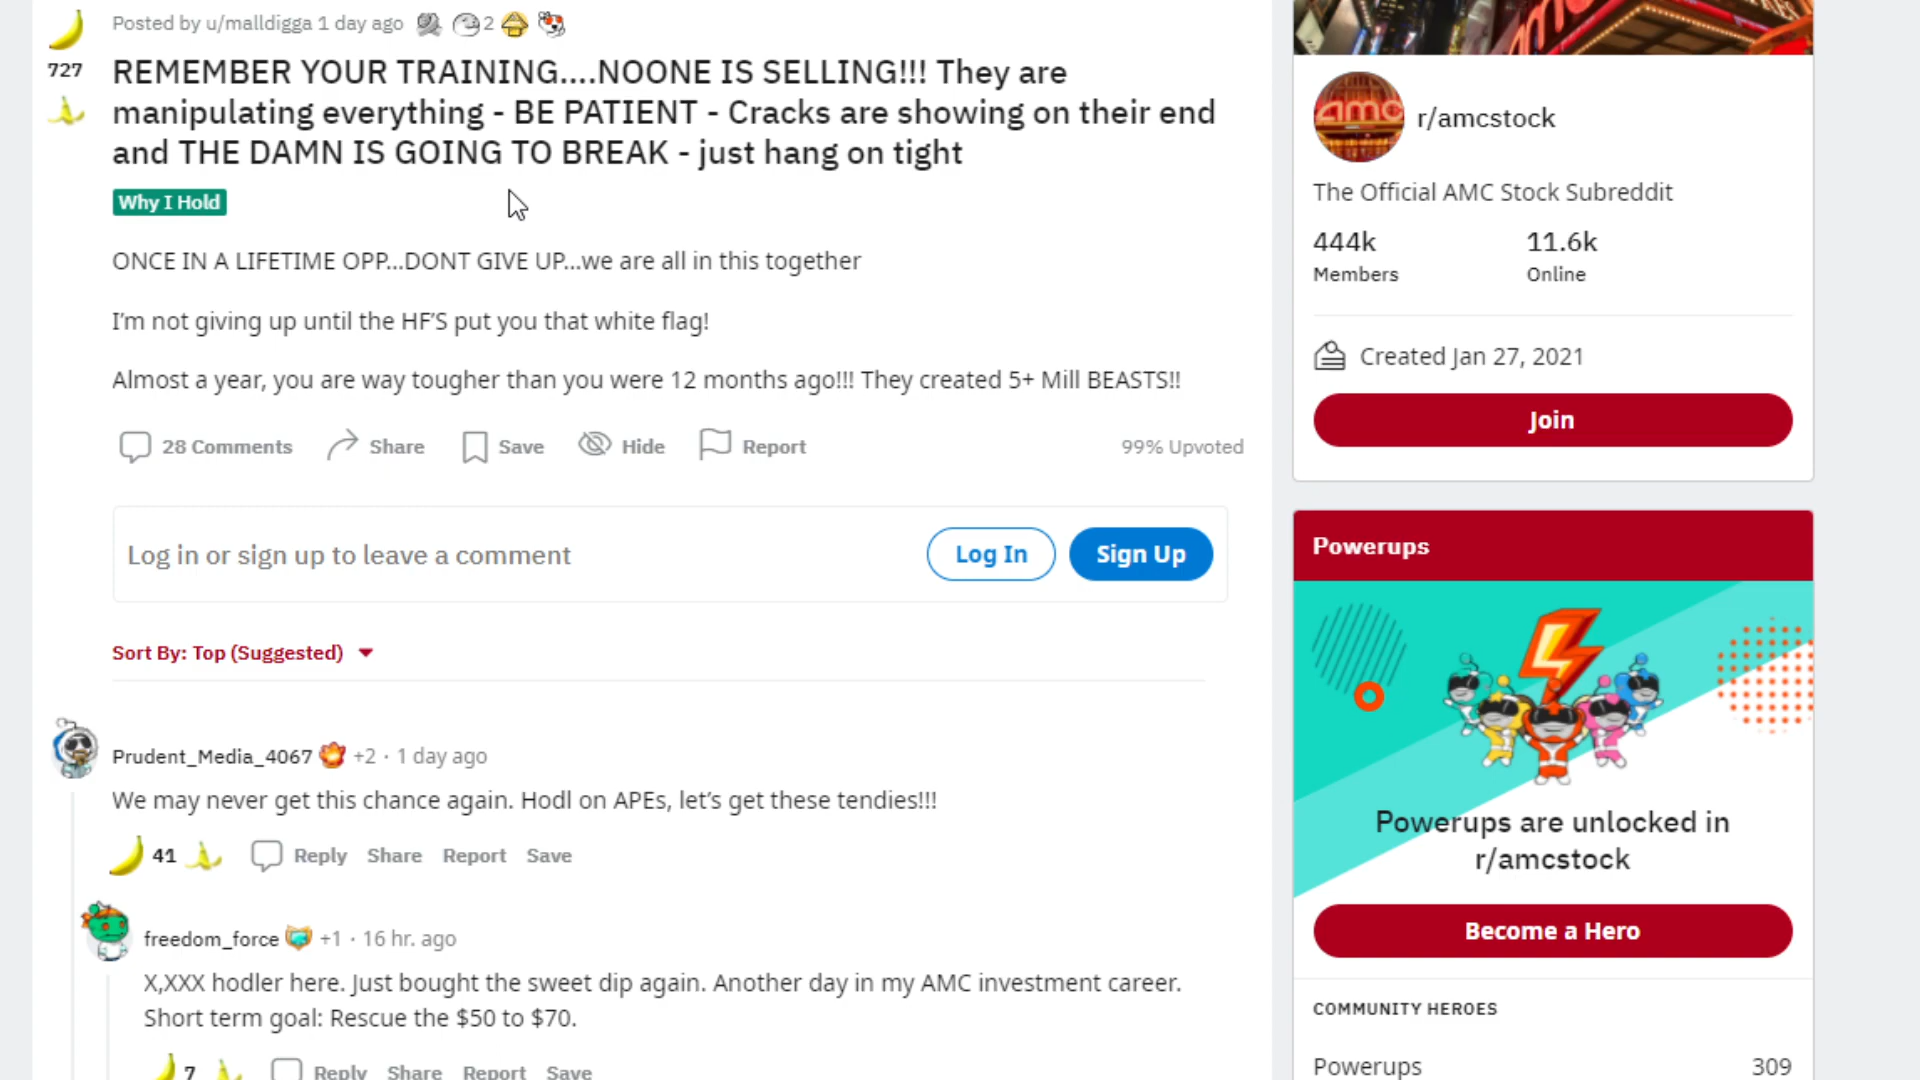 Posted by u/malldigga 1 day ago 2
727
REMEMBER YOUR TRAINING....NOONE IS SELLING!!! They are
manipulating everything - BE PATIENT - Cracks are showing on their end
and THE DAMN IS GOING TO BREAK - just hang on tight
Why I Hold
ONCE IN A LIFETIME OPP...DONT GIVE UP...we are all in this together
I'm not giving up until the HF'S put you that white flag!
Almost a year, you are way tougher than you were 12 months ago!!! They created 5+ Mill BEASTS!!
28 Comments Share Save Hide Report 99% Upvoted
Log in or sign up to leave a comment Log In Sign Up
Sort By: Top (Suggested)
Prudent_Media_4067 +2 · 1 day ago
We may never get this chance again. Hodl on APEs, let's get these tendies!!!
41 Reply Share Report Save
freedom_force +1 · 16 hr. ago
X,XXX hodler here. Just bought the sweet dip again. Another day in my AMC investment career.
Short term goal: Rescue the $50 to $70.
7 Reply Share Report Save
amc
r/amcstock
The Official AMC Stock Subreddit
444k 11.6k
Members Online
Created Jan 27, 2021
Join
Powerups
Powerups are unlocked in
r/amcstock
Become a Hero
COMMUNITY HEROES
Powerups 309